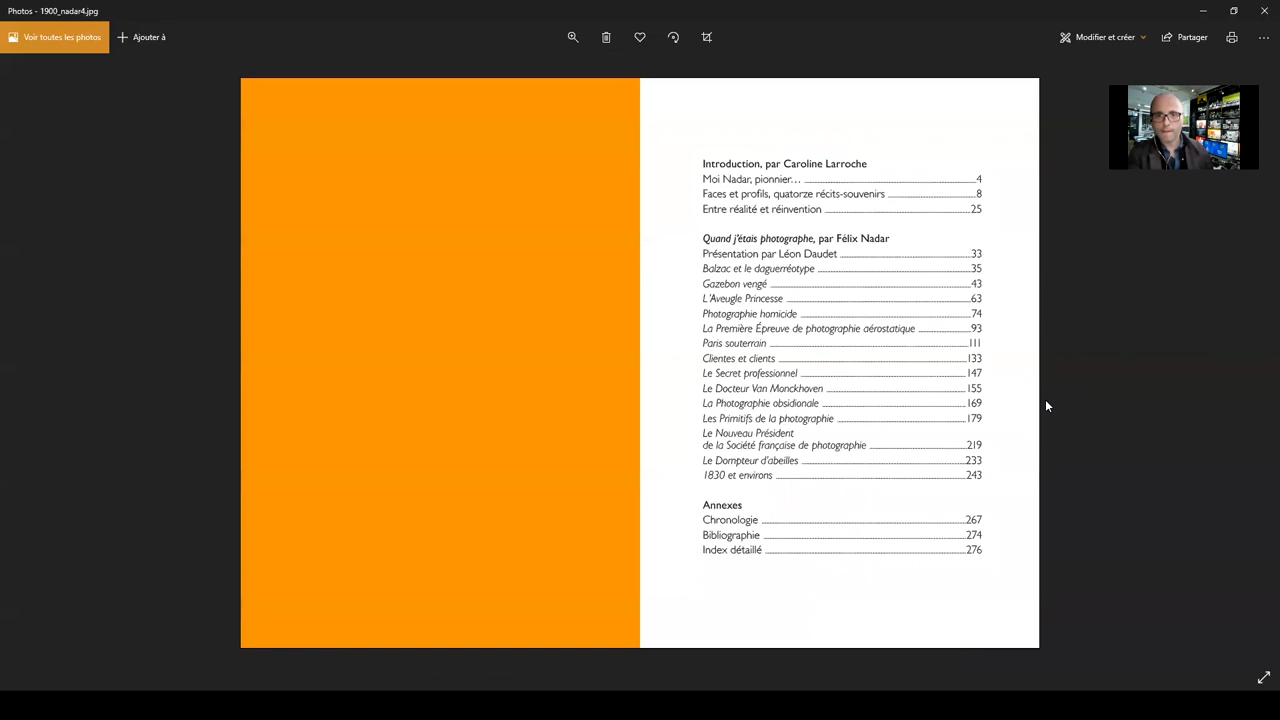 Photos - 1900_nadar4.jpg
Voir toutes les photos
Ajouter à
Modifier et créer
Partager
Introduction, par Caroline Larroche
Moi Nadar, pionnier… 4
Faces et profils, quatorze récits-souvenirs 8
Entre réalité et réinvention 25
Quand j'étais photographe, par Félix Nadar
Présentation par Léon Daudet 33
Balzac et le daguerréotype 35
Gazebon vengé 43
L'Aveugle Princesse 63
Photographie homicide 74
La Première Épreuve de photographie aérostatique 93
Paris souterrain 111
Clientes et clients 133
Le Secret professionnel 147
Le Docteur Van Monckhoven 155
La Photographie obsidionale 169
Les Primitifs de la photographie 179
Le Nouveau Président
de la Société française de photographie 219
Le Dompteur d'abeilles 233
1830 et environs 243
Annexes
Chronologie 267
Bibliographie 274
Index détaillé 276